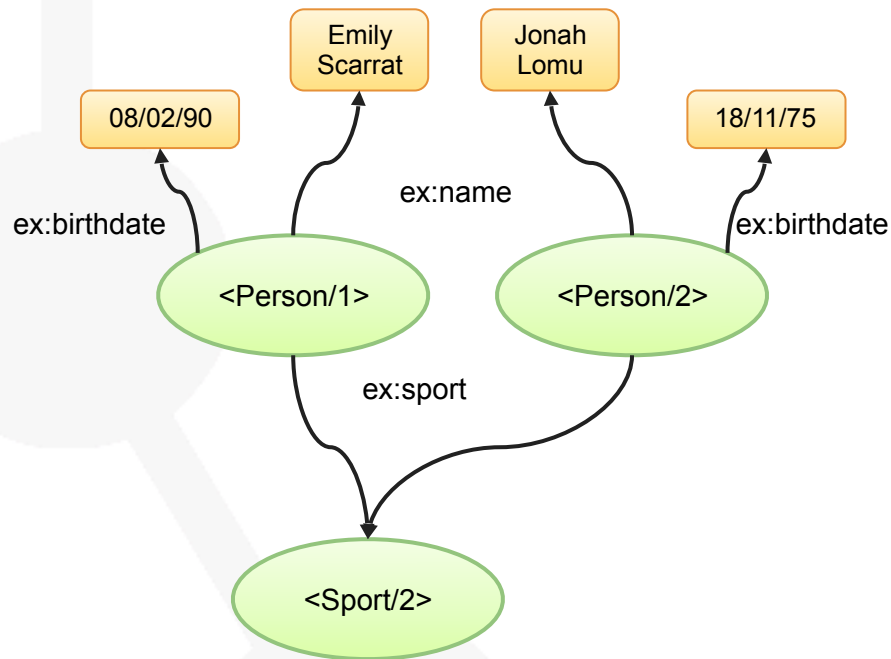 Emily
Scarrat
Jonah
Lomu
08/02/90
18/11/75
ex:name
ex:birthdate
ex:birthdate
<Person/1>
<Person/2>
ex:sport
<Sport/2>